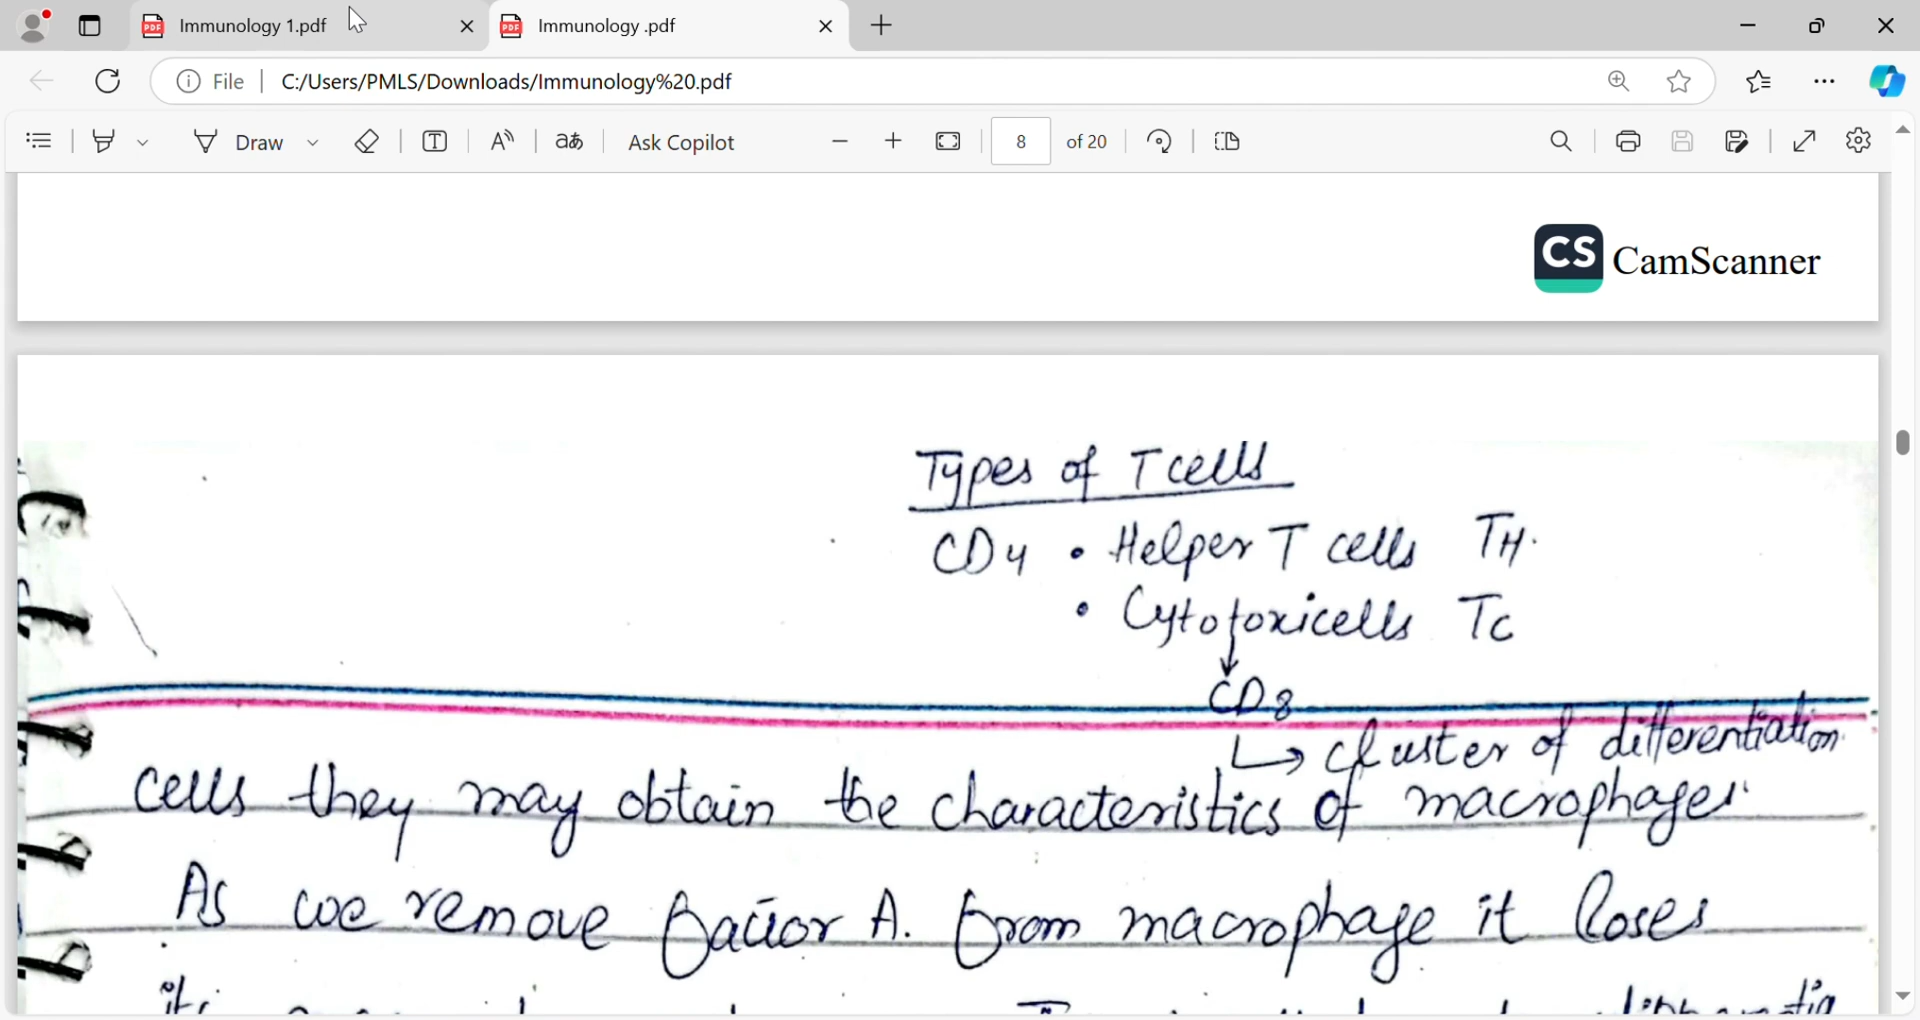 Immunology 1.pdf
Immunology .pdf
File
C:/Users/PMLS/Downloads/Immunology%20.pdf
Draw
Ask Copilot
8 of 20
CS CamScanner
Types of T cells
CD4 • Helper T cells TH.
• Cytotoxicells Tc
CD8
cluster of differentiation
cells they may obtain the characteristics of macrophages
As we remove factor A. from macrophage it loses